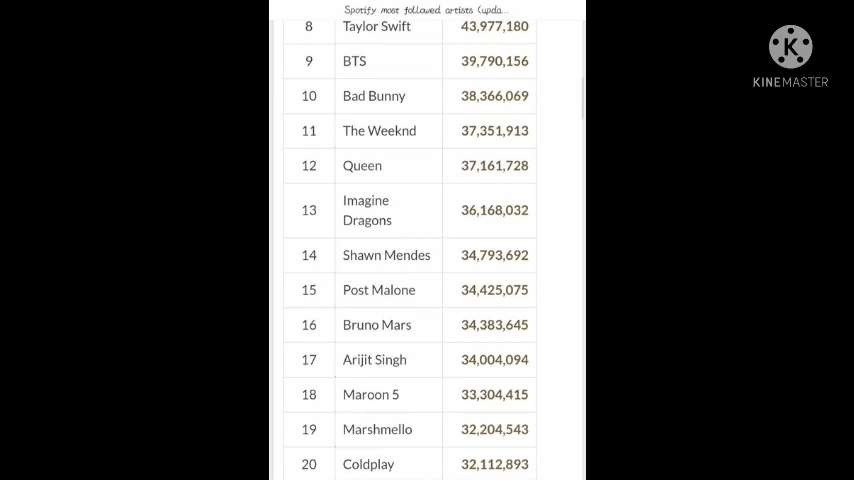 Spotify most followed artists (upda...
8 Taylor Swift 43,977,180
9 BTS 39,790,156
10 Bad Bunny 38,366,069
11 The Weeknd 37,351,913
12 Queen 37,161,728
13 Imagine Dragons 36,168,032
14 Shawn Mendes 34,793,692
15 Post Malone 34,425,075
16 Bruno Mars 34,383,645
17 Arijit Singh 34,004,094
18 Maroon 5 33,304,415
19 Marshmello 32,204,543
20 Coldplay 32,112,893
K
KINEMASTER